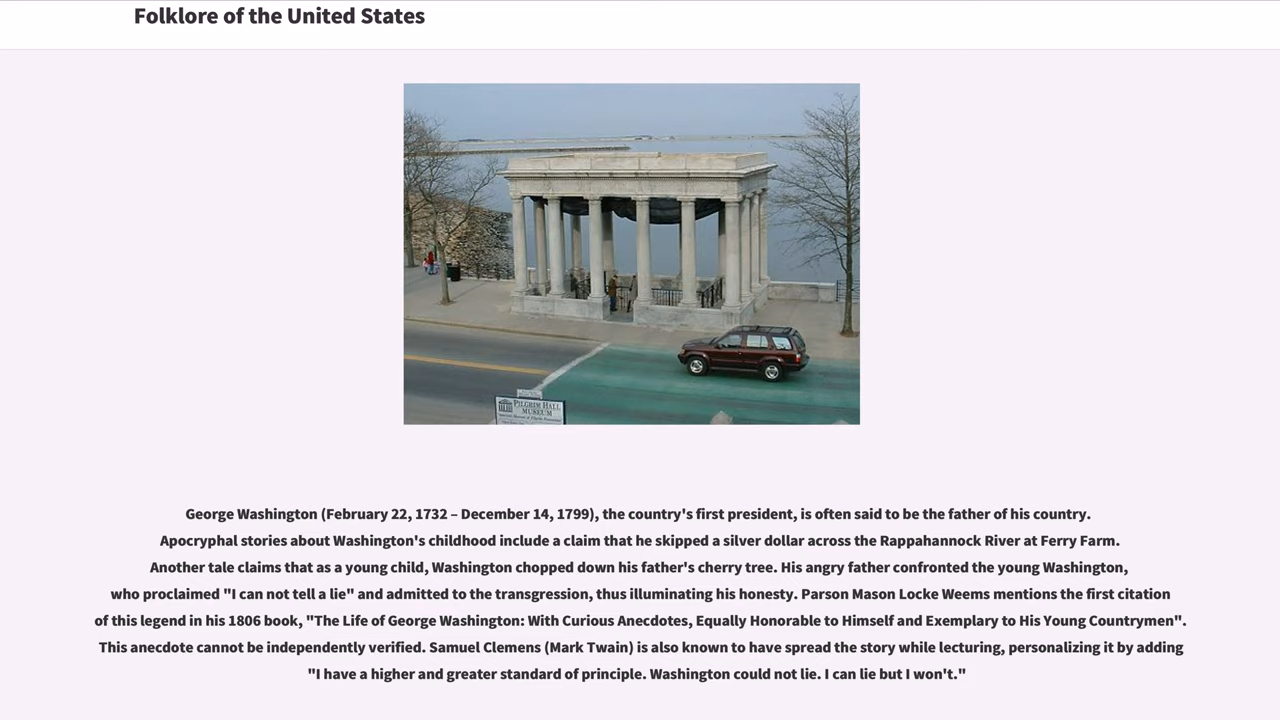 Folklore of the United States
PILGRIM HALL
MUSEUM
George Washington (February 22, 1732 – December 14, 1799), the country's first president, is often said to be the father of his country.
Apocryphal stories about Washington's childhood include a claim that he skipped a silver dollar across the Rappahannock River at Ferry Farm.
Another tale claims that as a young child, Washington chopped down his father's cherry tree. His angry father confronted the young Washington,
who proclaimed "I can not tell a lie" and admitted to the transgression, thus illuminating his honesty. Parson Mason Locke Weems mentions the first citation
of this legend in his 1806 book, "The Life of George Washington: With Curious Anecdotes, Equally Honorable to Himself and Exemplary to His Young Countrymen".
This anecdote cannot be independently verified. Samuel Clemens (Mark Twain) is also known to have spread the story while lecturing, personalizing it by adding
"I have a higher and greater standard of principle. Washington could not lie. I can lie but I won't."